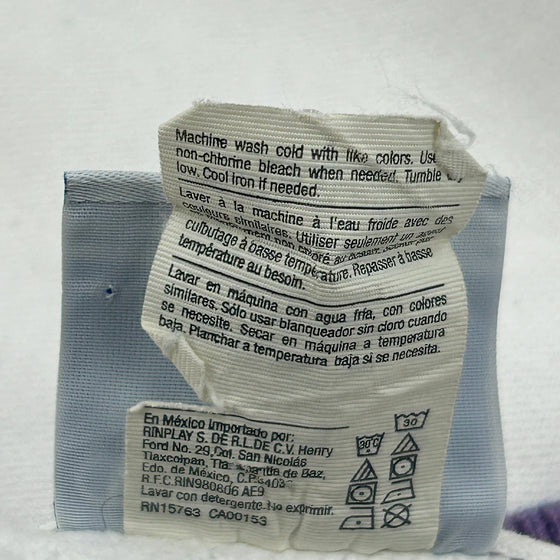 Machine wash cold with like colors. Use
non-chlorine bleach when needed. Tumble dry
low. Cool iron if needed.
Laver à la machine à l'eau froide avec des
couleurs similaires. Utiliser seulement un agent
non
culbutage à basse température. Repasser à basse
température au besoin.
Lavar en máquina con agua fría, con colores
similares. Sólo usar blanqueador sin cloro cuando
se necesite. Secar en máquina a temperatura
baja. Planchar a temperatura baja si se necesita.
En México importado por:
RINPLAY S. DE R.L. DE C.V. Henry
Ford No. 29, Col. San Nicolás
Tlaxcolpan, de Baz,
Edo. de México, C.P.
R.F.C. RIN980806 AE9
Lavar con detergente. No exprimir.
RN15763 CA00153
30
30°C